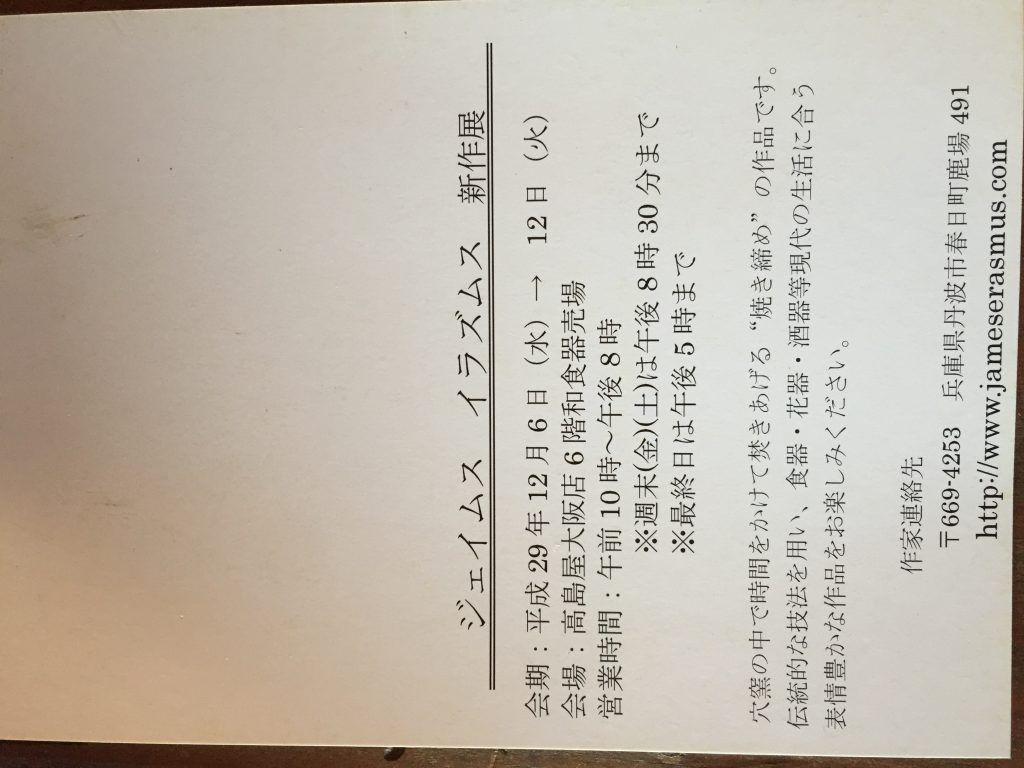 ジェイムス イラズムス 新作展
会期：平成 29 年 12 月 6 日（水）→ 12 日（火）
会場：高島屋大阪店 6 階和食器売場
営業時間：午前 10 時～午後 8 時
※週末(金)(土)は午後 8 時 30 分まで
※最終日は午後 5 時まで
穴窯の中で時間をかけて焚きあげる “焼き締め” の作品です。
伝統的な技法を用い、食器・花器・酒器等現代の生活に合う
表情豊かな作品をお楽しみください。
作家連絡先
〒669-4253 兵庫県丹波市春日町鹿場 491
http://www.jameserasmus.com